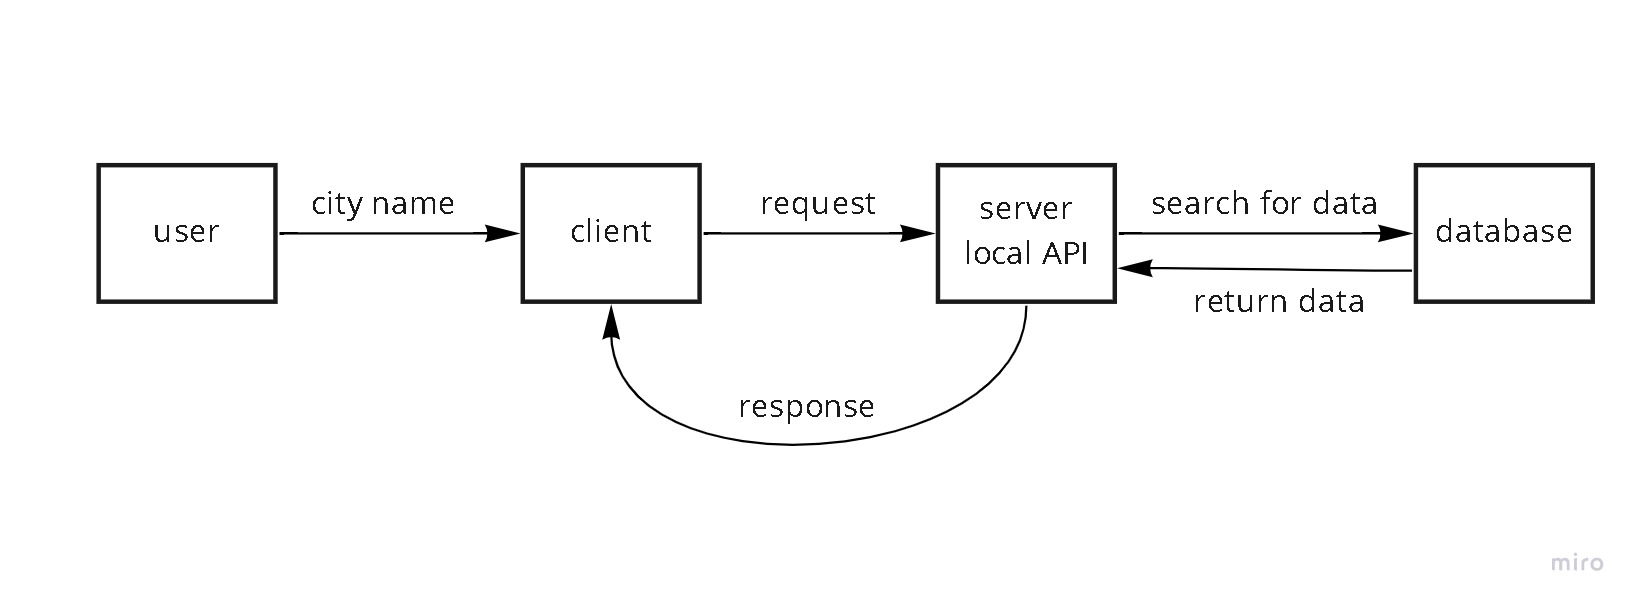 user
city name
client
request
server
local API
search for data
database
return data
response
miro